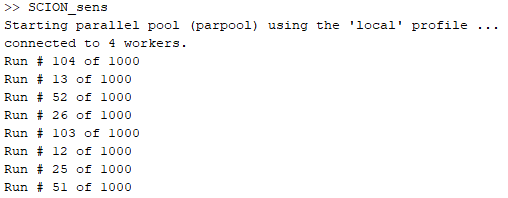 >> SCION_sens
Starting parallel pool (parpool) using the 'local' profile ...
connected to 4 workers.
Run # 104 of 1000
Run # 13 of 1000
Run # 52 of 1000
Run # 26 of 1000
Run # 103 of 1000
Run # 12 of 1000
Run # 25 of 1000
Run # 51 of 1000